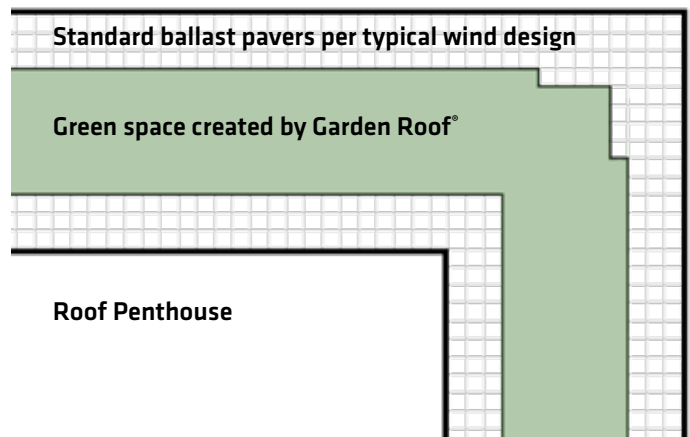 Standard ballast pavers per typical wind design
Green space created by Garden Roof®
Roof Penthouse